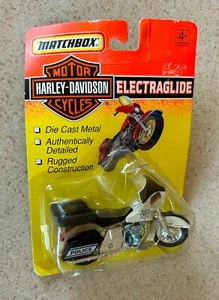 MATCHBOX
4+
MOTOR
HARLEY-DAVIDSON
CYCLES
ELECTRAGLIDE
Die Cast Metal
Authentically
Detailed
Rugged
Construction
POLICE